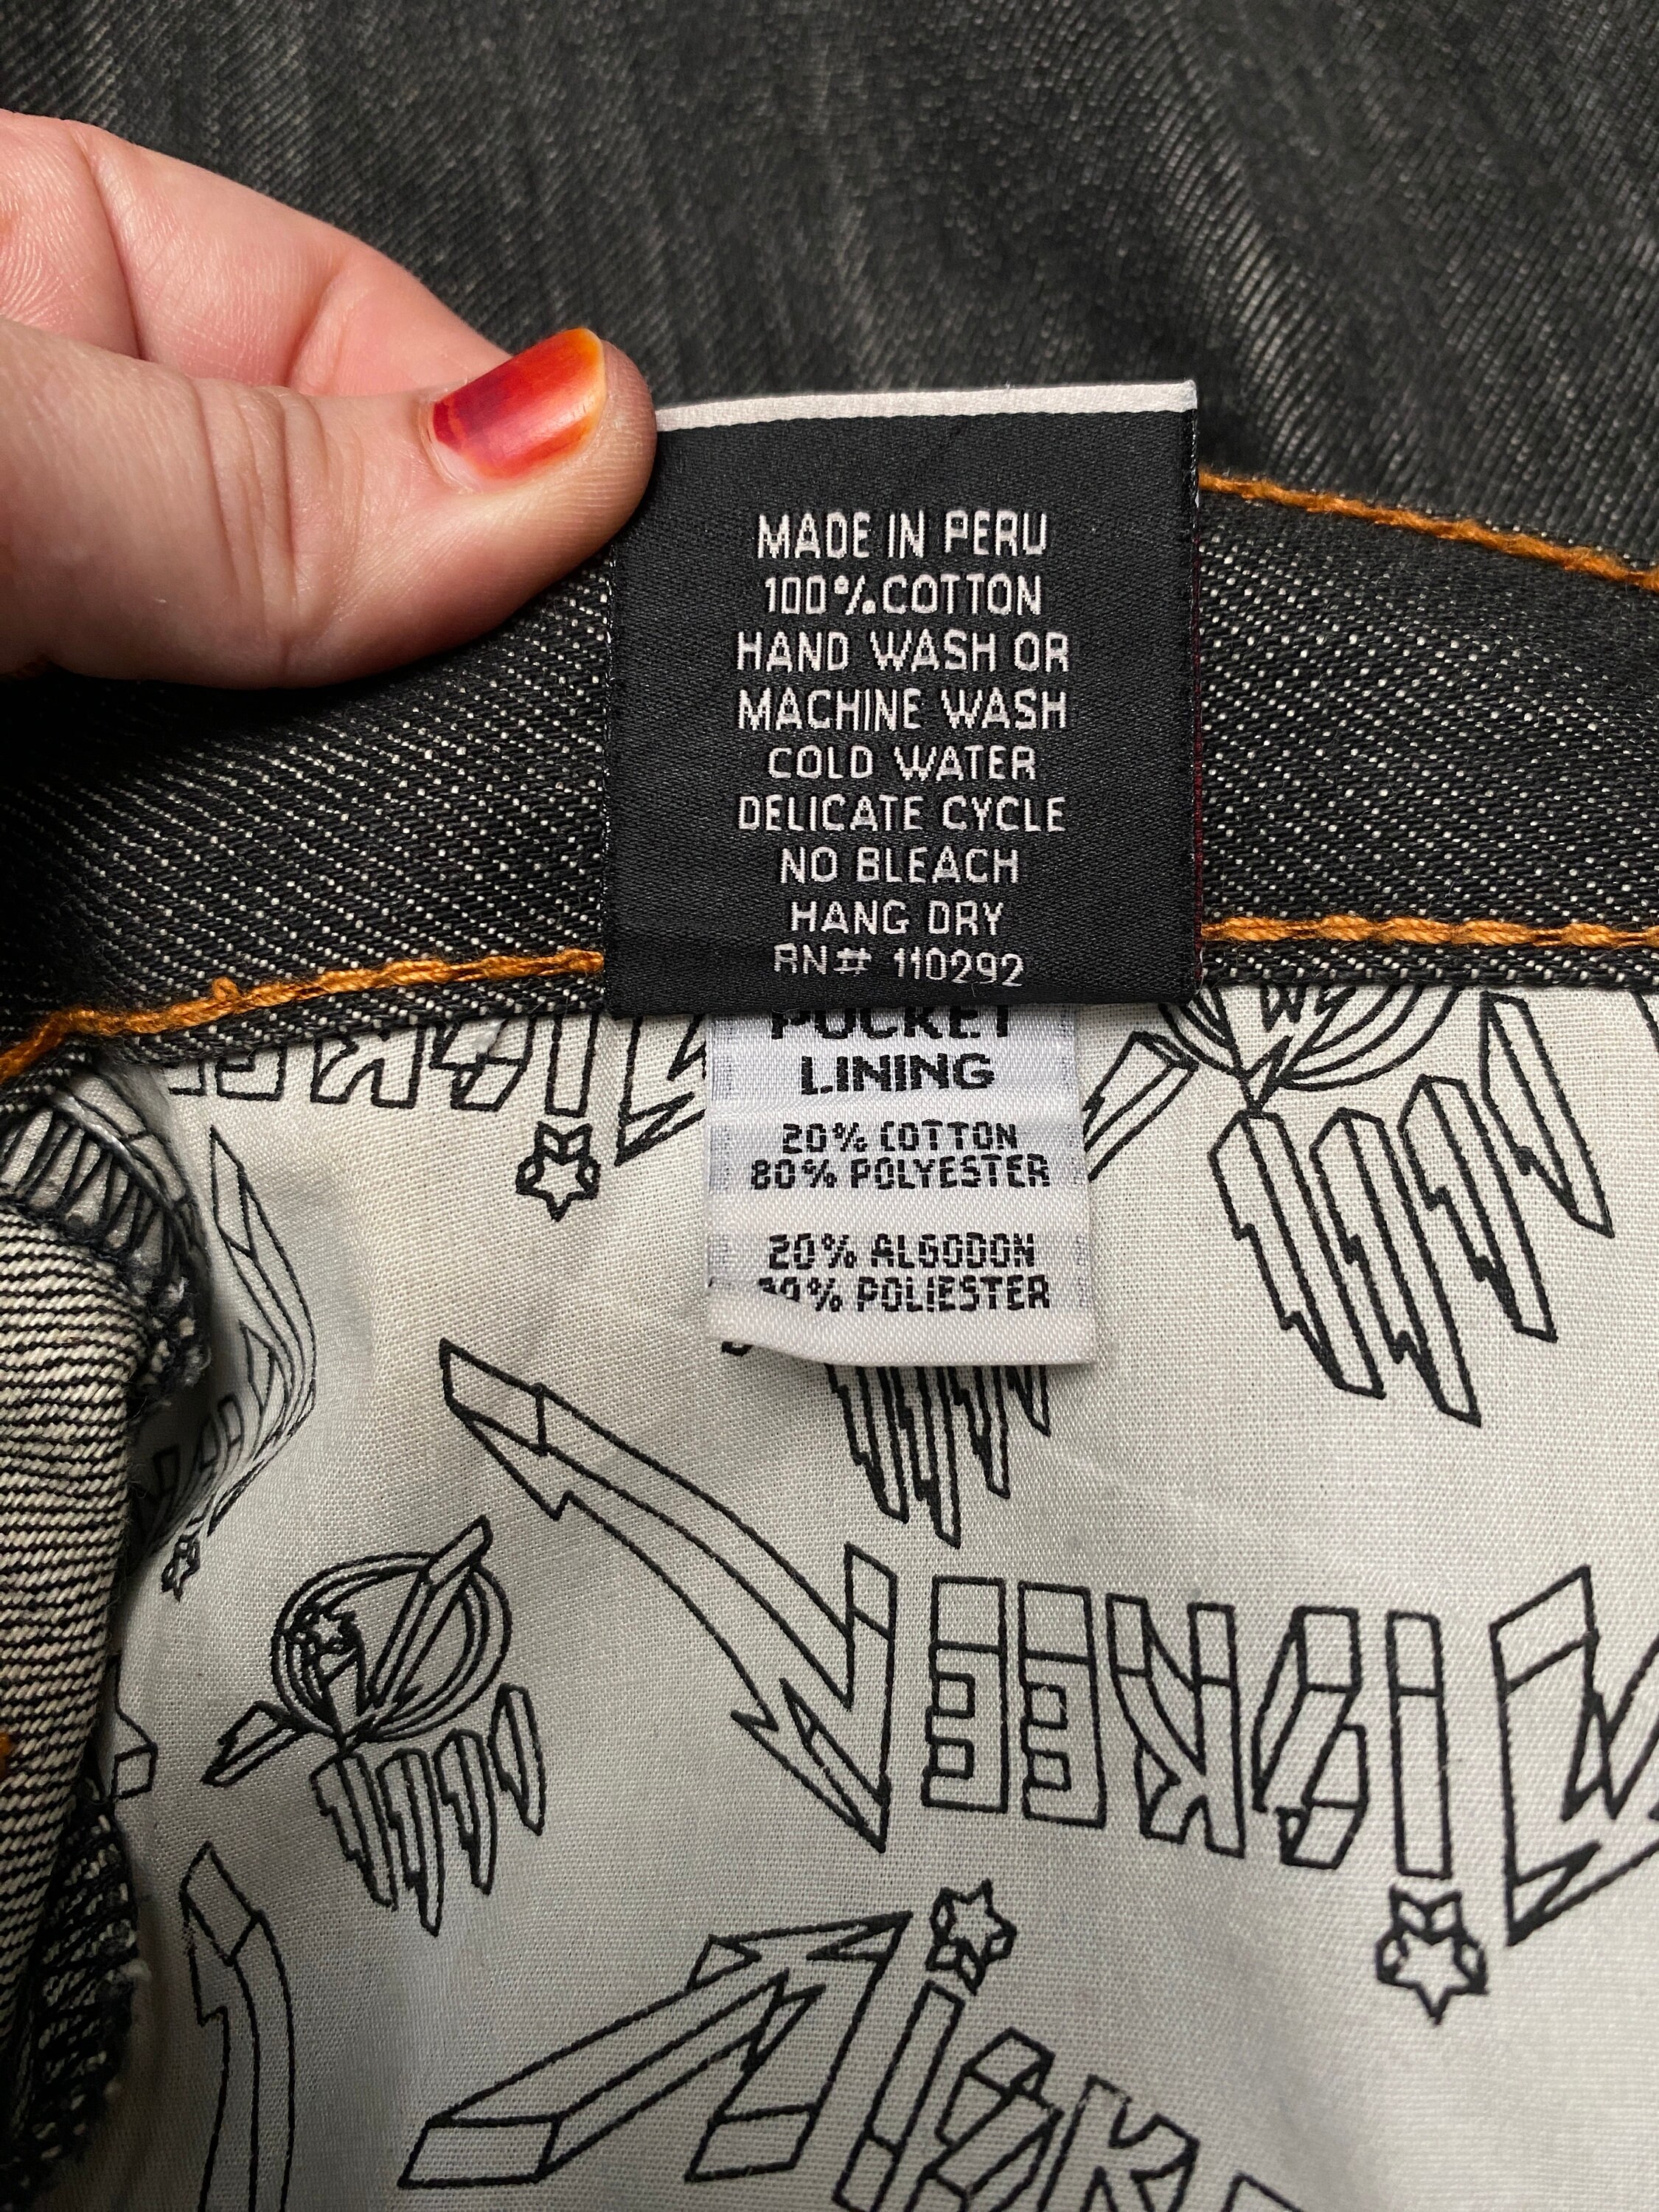 MADE IN PERU
100% COTTON
HAND WASH OR
MACHINE WASH
COLD WATER
DELICATE CYCLE
NO BLEACH
HANG DRY
RN# 110292
POCKET
LINING
20% COTTON
80% POLYESTER
20% ALGODON
% POLIESTER